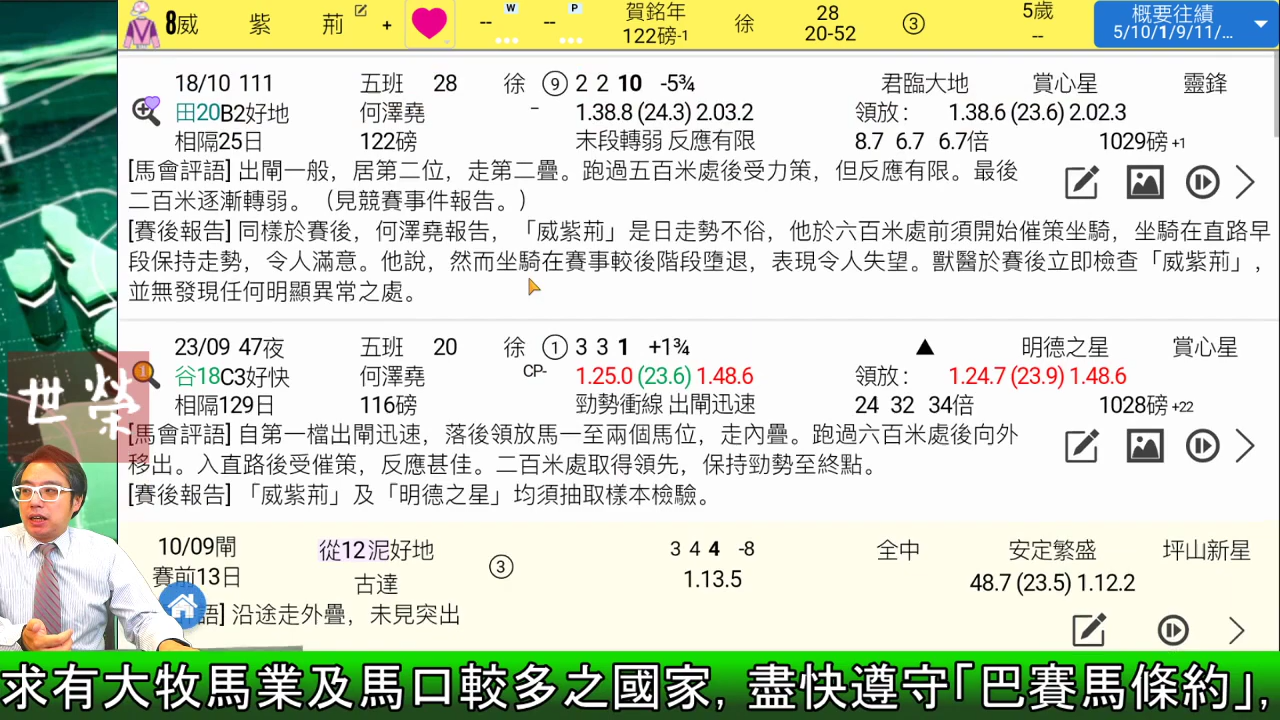 8威 紫 荊 + -- W -- P 賀銘年 122磅-1 徐 28 20-52 ③ 5歲 -- 概要往績 5/10/1/9/11/…
18/10 111 五班 28 徐 ⑨ 2 2 10 -5¾ 君臨大地 賞心星 靈鋒
田20B2好地 何澤堯 – 1.38.8 (24.3) 2.03.2 領放： 1.38.6 (23.6) 2.02.3
相隔25日 122磅 末段轉弱 反應有限 8.7 6.7 6.7倍 1029磅 +1
[馬會評語] 出閘一般，居第二位，走第二疊。跑過五百米處後受力策，但反應有限。最後
二百米逐漸轉弱。（見競賽事件報告。）
[賽後報告] 同樣於賽後，何澤堯報告，「威紫荊」是日走勢不俗，他於六百米處前須開始催策坐騎，坐騎在直路早
段保持走勢，令人滿意。他說，然而坐騎在賽事較後階段墮退，表現令人失望。獸醫於賽後立即檢查「威紫荊」，
並無發現任何明顯異常之處。
23/09 47夜 五班 20 徐 ① 3 3 1 +1¾ ▲ 明德之星 賞心星
谷18C3好快 何澤堯 CP- 1.25.0 (23.6) 1.48.6 領放： 1.24.7 (23.9) 1.48.6
相隔129日 116磅 勁勢衝線 出閘迅速 24 32 34倍 1028磅 +22
[馬會評語] 自第一檔出閘迅速，落後領放馬一至兩個馬位，走內疊。跑過六百米處後向外
移出。入直路後受催策，反應甚佳。二百米處取得領先，保持勁勢至終點。
[賽後報告] 「威紫荊」及「明德之星」均須抽取樣本檢驗。
10/09閘 從12泥好地 ③ 3 4 4 -8 全中 安定繁盛 坪山新星
賽前13日 古達 1.13.5 48.7 (23.5) 1.12.2
評語] 沿途走外疊，未見突出
世榮
求有大牧馬業及馬口較多之國家，盡快遵守「巴賽馬條約」，